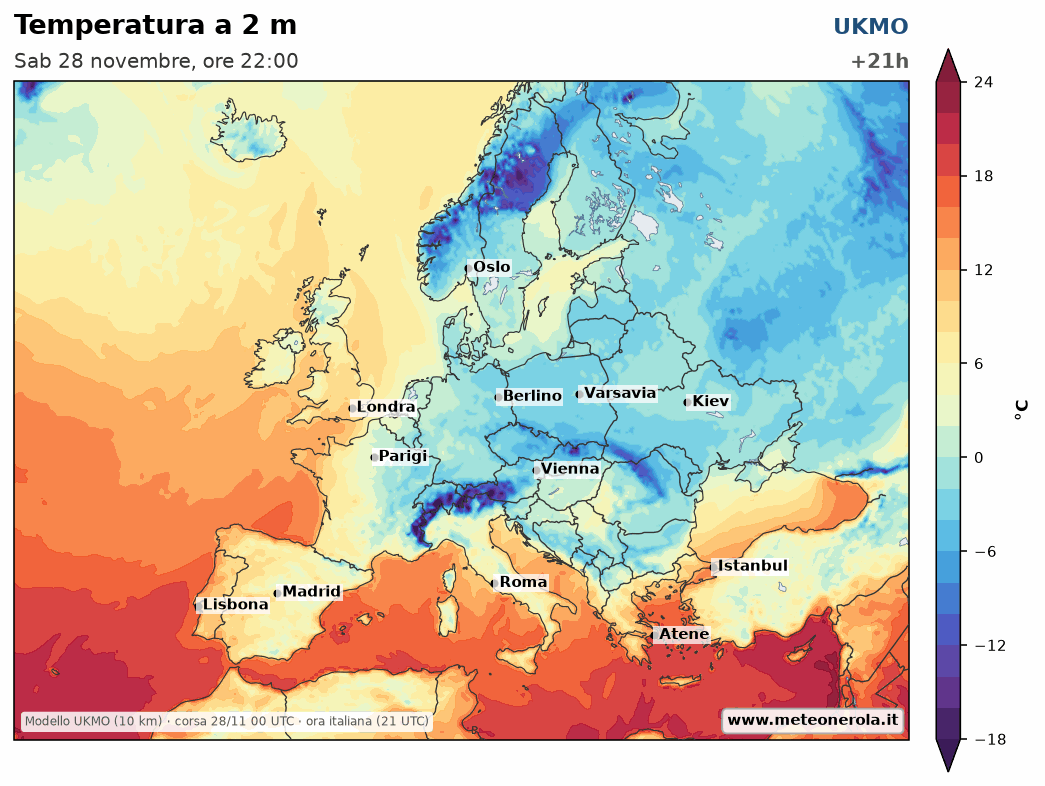 Temperatura a 2 m
UKMO
Sab 28 novembre, ore 22:00
+21h
24
18
12
6
0
−6
−12
−18
°C
Oslo
Londra
Berlino
Varsavia
Kiev
Parigi
Vienna
Istanbul
Roma
Madrid
Lisbona
Atene
Modello UKMO (10 km) · corsa 28/11 00 UTC · ora italiana (21 UTC)
www.meteonerola.it